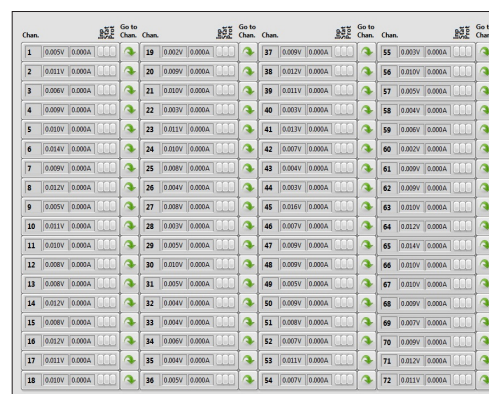 Chan. Inp Stat Prot Go to Chan. Chan. Inp Stat Prot Go to Chan. Chan. Inp Stat Prot Go to Chan. Chan. Inp Stat Prot Go to Chan.
1 0.005V 0.000A 19 0.002V 0.000A 37 0.009V 0.000A 55 0.003V 0.000A
2 0.011V 0.000A 20 0.009V 0.000A 38 0.012V 0.000A 56 0.010V 0.000A
3 0.006V 0.000A 21 0.010V 0.000A 39 0.011V 0.000A 57 0.005V 0.000A
4 0.009V 0.000A 22 0.003V 0.000A 40 0.003V 0.000A 58 0.004V 0.000A
5 0.010V 0.000A 23 0.011V 0.000A 41 0.013V 0.000A 59 0.006V 0.000A
6 0.014V 0.000A 24 0.010V 0.000A 42 0.007V 0.000A 60 0.002V 0.000A
7 0.009V 0.000A 25 0.008V 0.000A 43 0.004V 0.000A 61 0.009V 0.000A
8 0.012V 0.000A 26 0.004V 0.000A 44 0.003V 0.000A 62 0.009V 0.000A
9 0.005V 0.000A 27 0.008V 0.000A 45 0.016V 0.000A 63 0.010V 0.000A
10 0.011V 0.000A 28 0.003V 0.000A 46 0.007V 0.000A 64 0.012V 0.000A
11 0.010V 0.000A 29 0.005V 0.000A 47 0.009V 0.000A 65 0.014V 0.000A
12 0.008V 0.000A 30 0.010V 0.000A 48 0.009V 0.000A 66 0.010V 0.000A
13 0.008V 0.000A 31 0.005V 0.000A 49 0.005V 0.000A 67 0.010V 0.000A
14 0.012V 0.000A 32 0.004V 0.000A 50 0.009V 0.000A 68 0.009V 0.000A
15 0.008V 0.000A 33 0.004V 0.000A 51 0.008V 0.000A 69 0.007V 0.000A
16 0.012V 0.000A 34 0.006V 0.000A 52 0.007V 0.000A 70 0.009V 0.000A
17 0.011V 0.000A 35 0.004V 0.000A 53 0.011V 0.000A 71 0.012V 0.000A
18 0.010V 0.000A 36 0.005V 0.000A 54 0.007V 0.000A 72 0.011V 0.000A